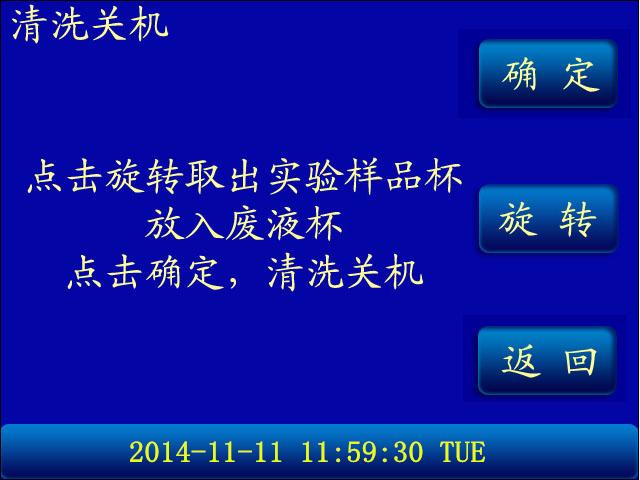 清洗关机
确 定
点击旋转取出实验样品杯
放入废液杯
旋 转
点击确定，清洗关机
返 回
2014-11-11 11:59:30 TUE